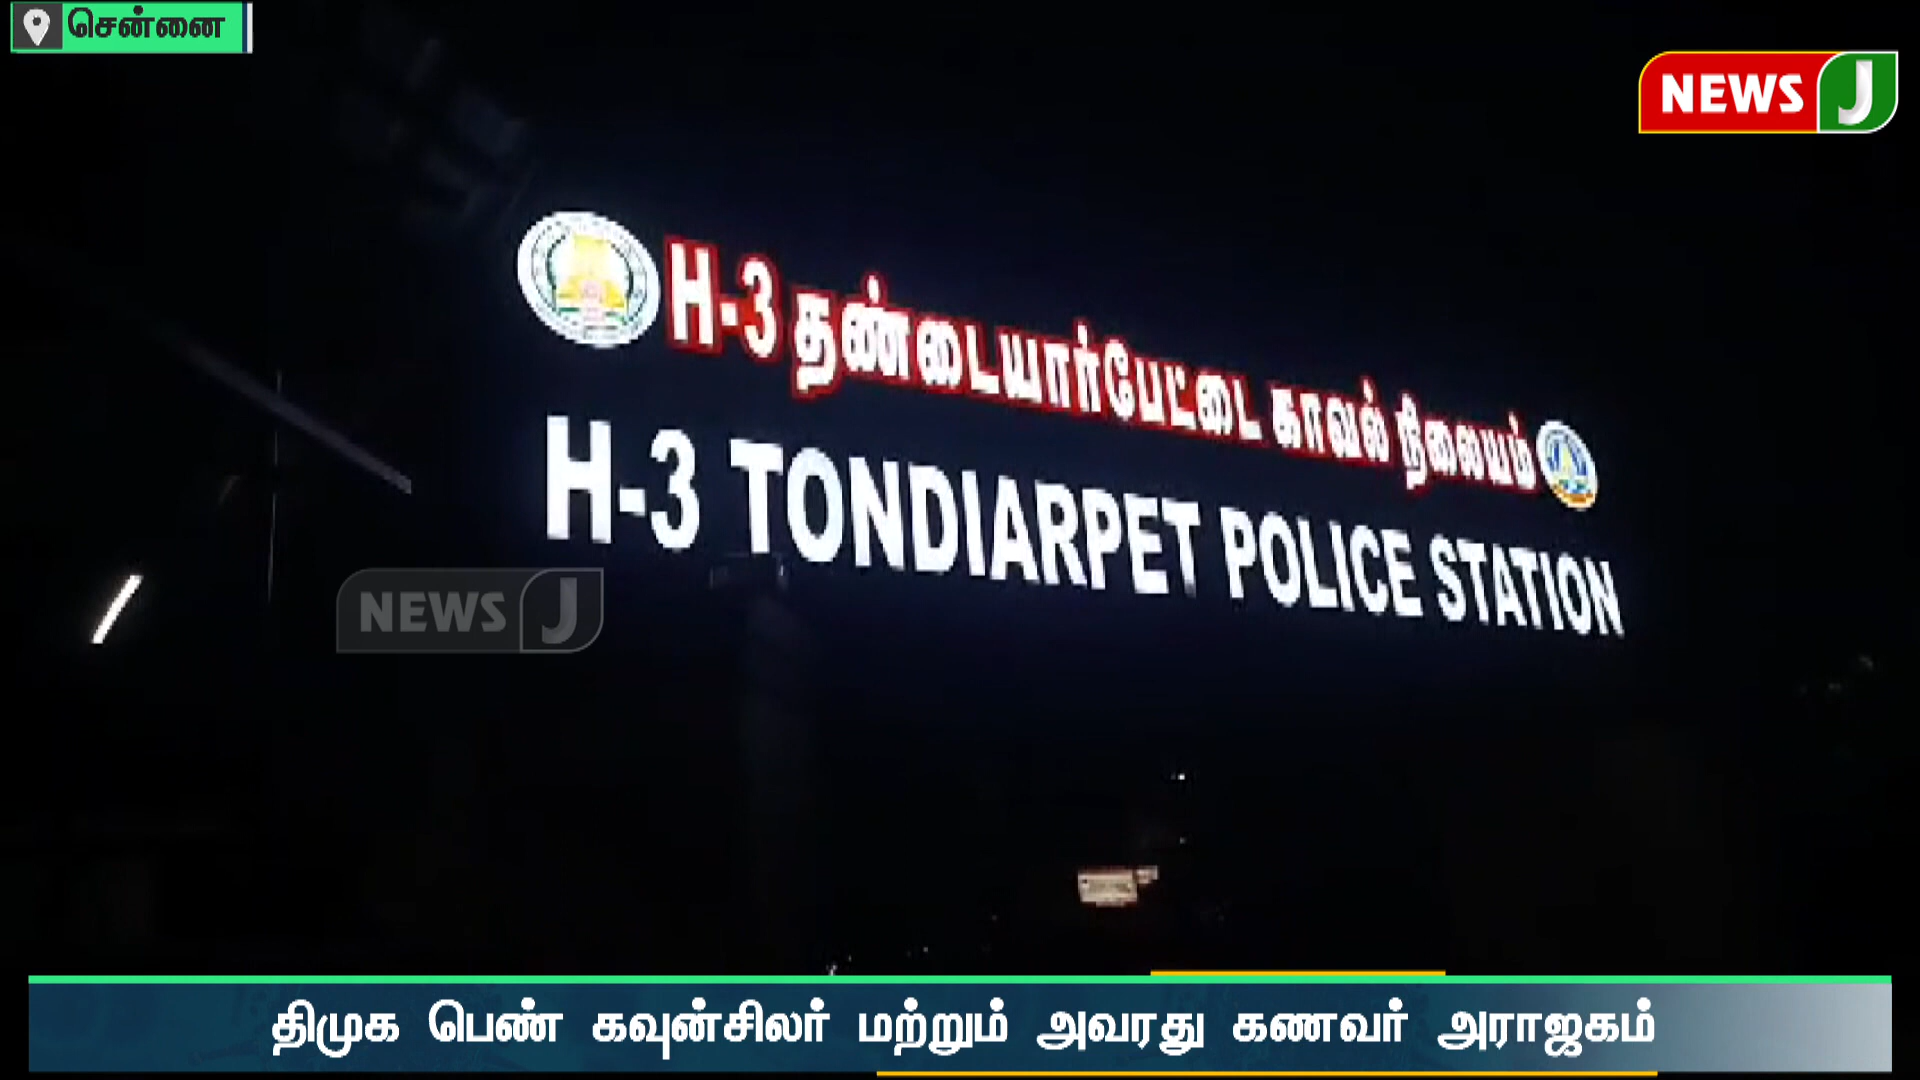 சென்னை
NEWS J
H-3 தண்டையார்பேட்டை காவல் நிலையம்
H-3 TONDIARPET POLICE STATION
NEWS J
திமுக பெண் கவுன்சிலர் மற்றும் அவரது கணவர் அராஜகம்